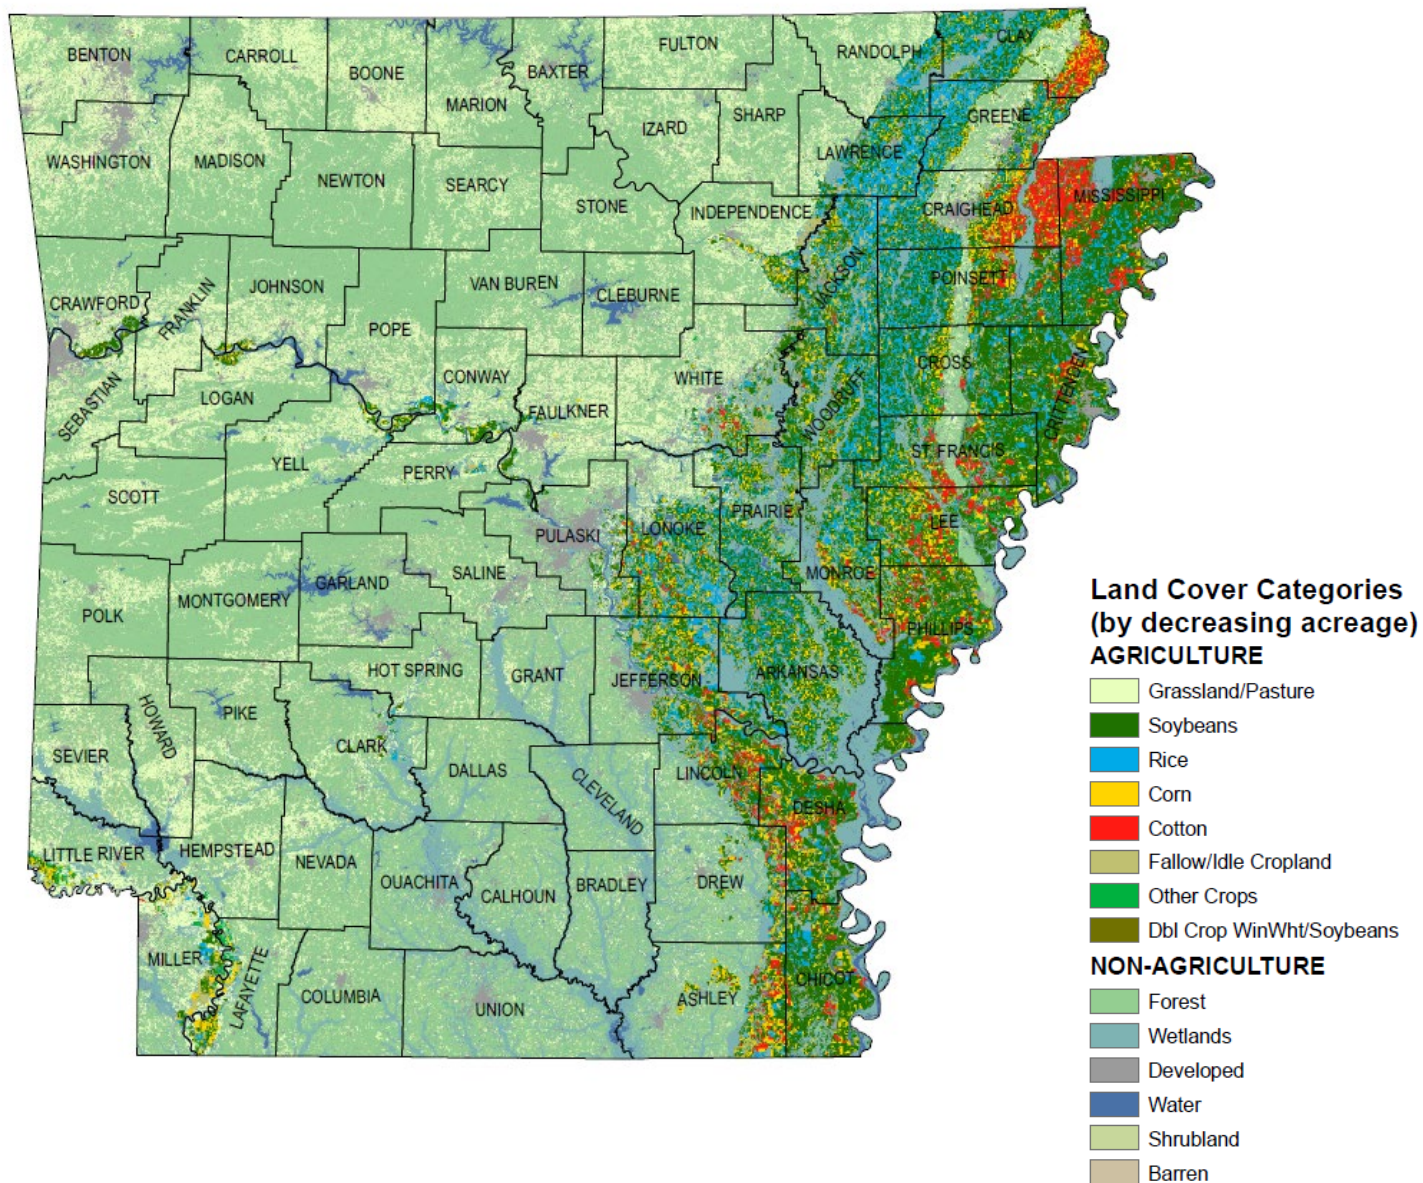 BENTON
CARROLL
BOONE
MARION
BAXTER
FULTON
RANDOLPH
CLAY
GREENE
SHARP
IZARD
LAWRENCE
WASHINGTON
MADISON
NEWTON
SEARCY
STONE
INDEPENDENCE
CRAIGHEAD
MISSISSIPPI
CRAWFORD
FRANKLIN
JOHNSON
POPE
VAN BUREN
CLEBURNE
JACKSON
POINSETT
SEBASTIAN
LOGAN
CONWAY
FAULKNER
WHITE
WOODRUFF
CROSS
CRITTENDEN
SCOTT
YELL
PERRY
PULASKI
LONOKE
PRAIRIE
ST. FRANCIS
LEE
MONROE
POLK
MONTGOMERY
GARLAND
SALINE
HOT SPRING
GRANT
JEFFERSON
ARKANSAS
PHILLIPS
SEVIER
HOWARD
PIKE
CLARK
DALLAS
CLEVELAND
LINCOLN
DESHA
LITTLE RIVER
HEMPSTEAD
NEVADA
OUACHITA
CALHOUN
BRADLEY
DREW
MILLER
LAFAYETTE
COLUMBIA
UNION
ASHLEY
CHICOT
Land Cover Categories
(by decreasing acreage)
AGRICULTURE
Grassland/Pasture
Soybeans
Rice
Corn
Cotton
Fallow/Idle Cropland
Other Crops
Dbl Crop WinWht/Soybeans
NON-AGRICULTURE
Forest
Wetlands
Developed
Water
Shrubland
Barren